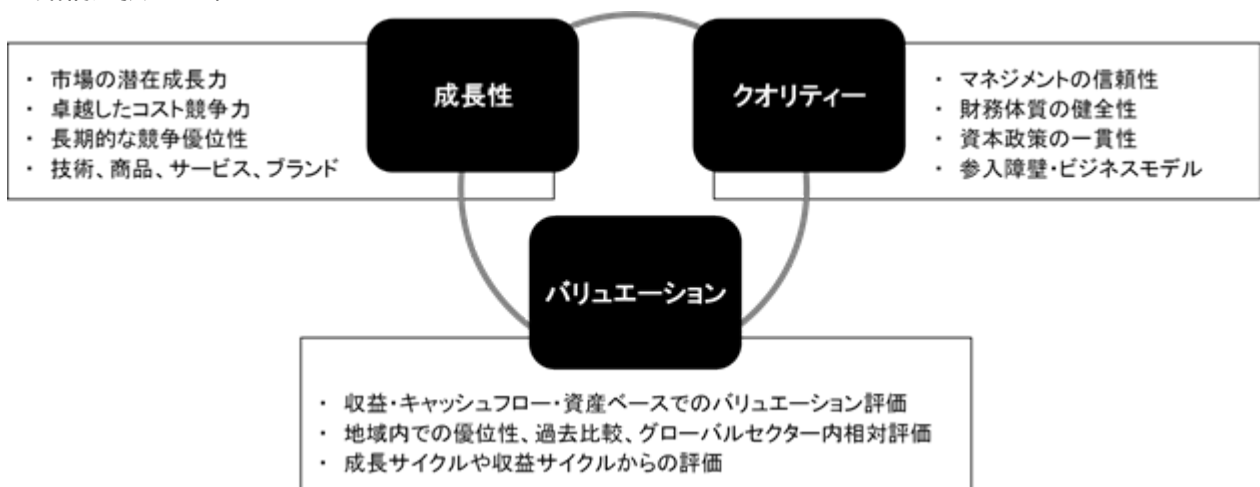 成長性
・ 市場の潜在成長力
・ 卓越したコスト競争力
・ 長期的な競争優位性
・ 技術、商品、サービス、ブランド
クオリティー
・ マネジメントの信頼性
・ 財務体質の健全性
・ 資本政策の一貫性
・ 参入障壁・ビジネスモデル
バリュエーション
・ 収益・キャッシュフロー・資産ベースでのバリュエーション評価
・ 地域内での優位性、過去比較、グローバルセクター内相対評価
・ 成長サイクルや収益サイクルからの評価